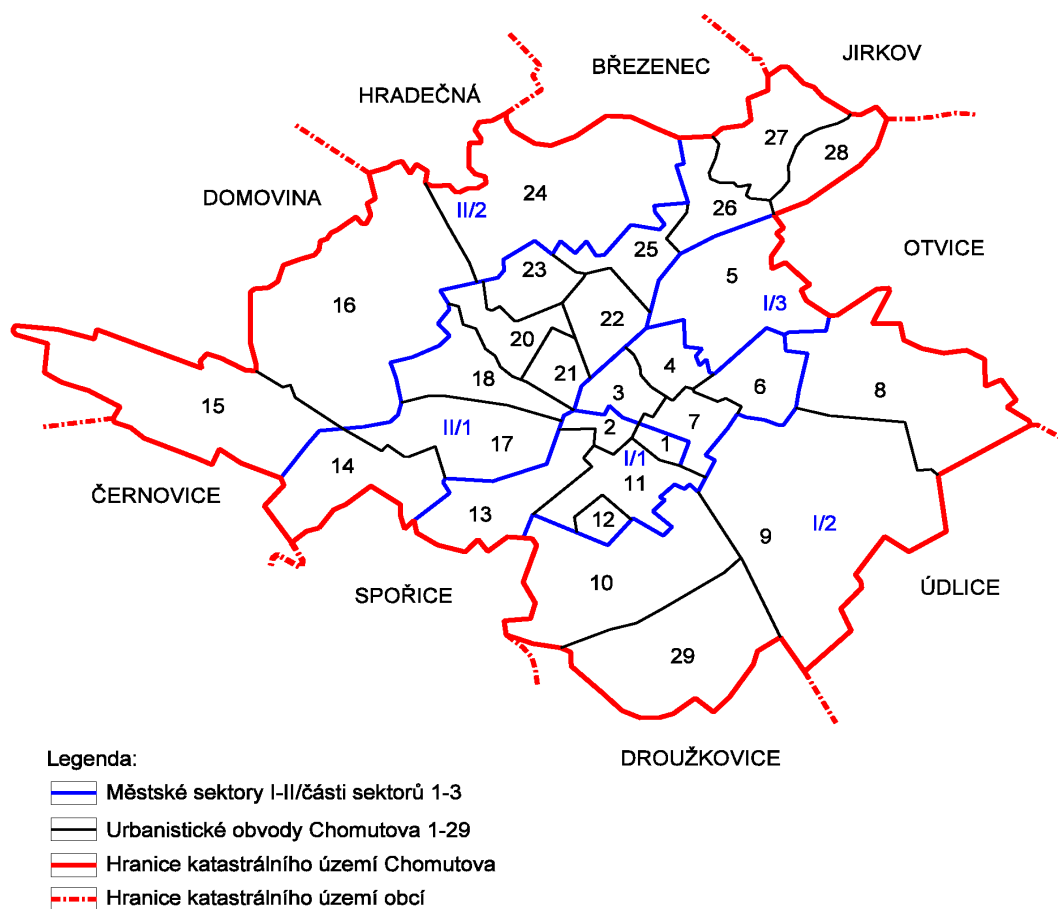 JIRKOV
BŘEZENEC
HRADEČNÁ
27
28
DOMOVINA
24
II/2
26
25
OTVICE
23
5
16
I/3
22
20
4
21
18
6
8
3
15
7
2
II/1
17
1
I/1
14
11
ČERNOVICE
13
12
9
I/2
10
ÚDLICE
SPOŘICE
29
DROUŽKOVICE
Legenda:
Městské sektory I-II/části sektorů 1-3
Urbanistické obvody Chomutova 1-29
Hranice katastrálního území Chomutova
Hranice katastrálního území obcí